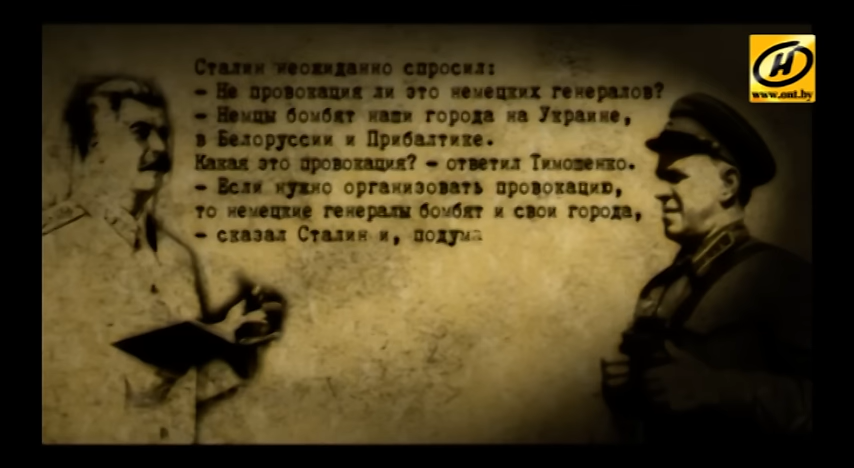 Сталин неожиданно спросил:
- Не провокация ли это немецких генералов?
- Немцы бомбят наши города на Украине,
в Белоруссии и Прибалтике.
Какая это провокация? - ответил Тимошенко.
- Если нужно организовать провокацию,
то немецкие генералы бомбят и свои города,
- сказал Сталин и, подума
Н
www.ont.by